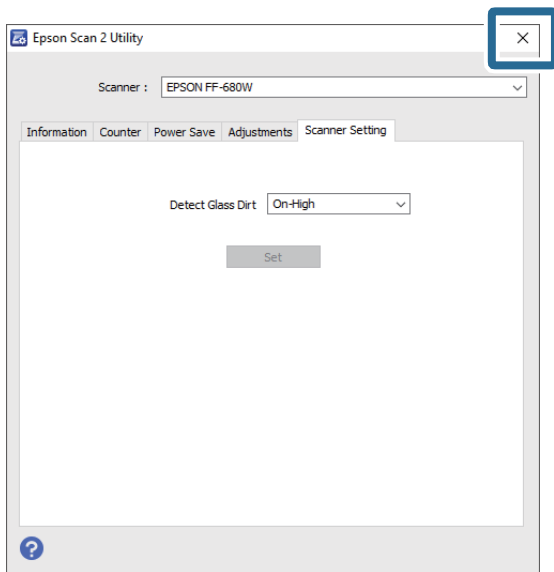 Epson Scan 2 Utility
Scanner : EPSON FF-680W
Information Counter Power Save Adjustments Scanner Setting
Detect Glass Dirt On-High
Set
?